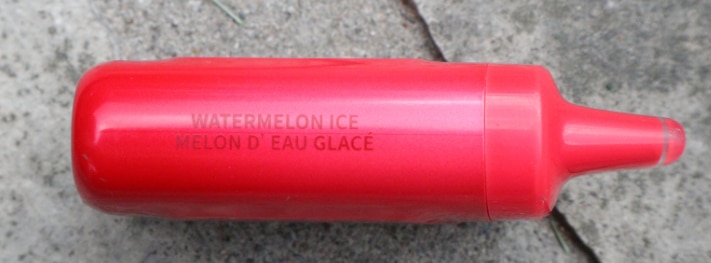 WATERMELON ICE
MELON D' EAU GLACÉ